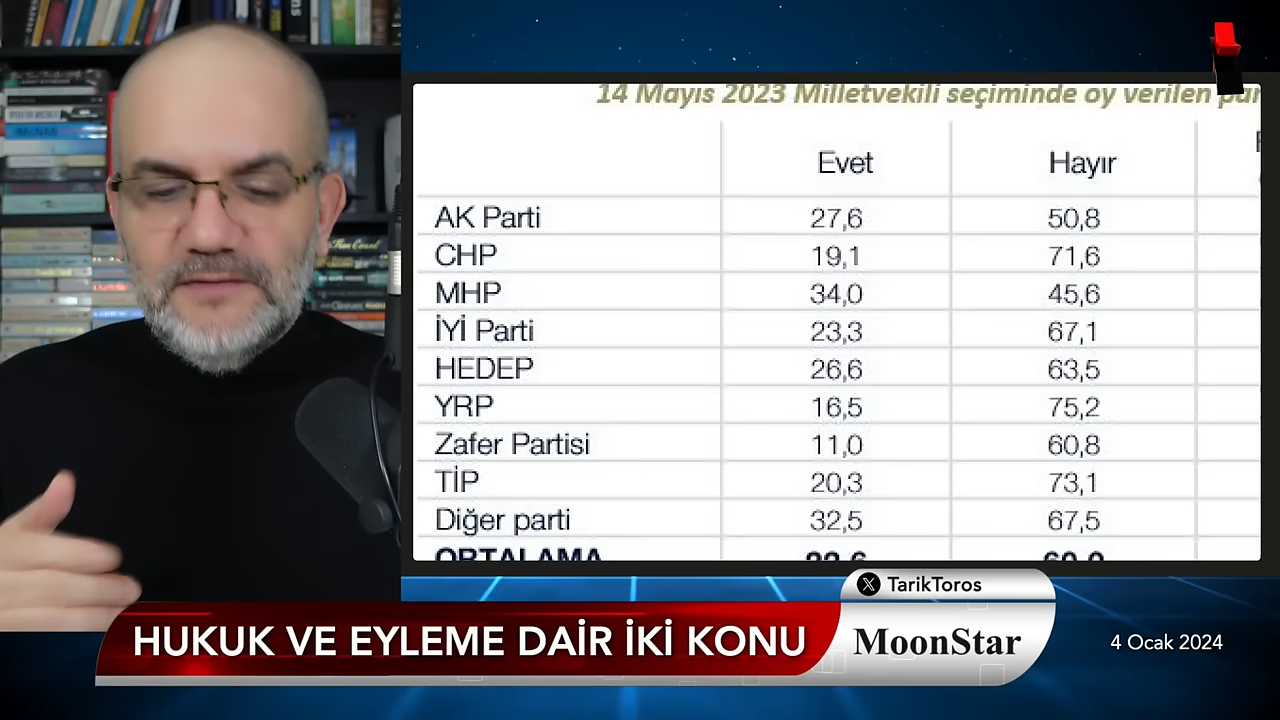 14 Mayıs 2023 Milletvekili seçiminde oy verilen
Evet Hayır
AK Parti 27,6 50,8
CHP 19,1 71,6
MHP 34,0 45,6
İYİ Parti 23,3 67,1
HEDEP 26,6 63,5
YRP 16,5 75,2
Zafer Partisi 11,0 60,8
TİP 20,3 73,1
Diğer parti 32,5 67,5
ORTALAMA
TarikToros
HUKUK VE EYLEME DAİR İKİ KONU
MoonStar
4 Ocak 2024